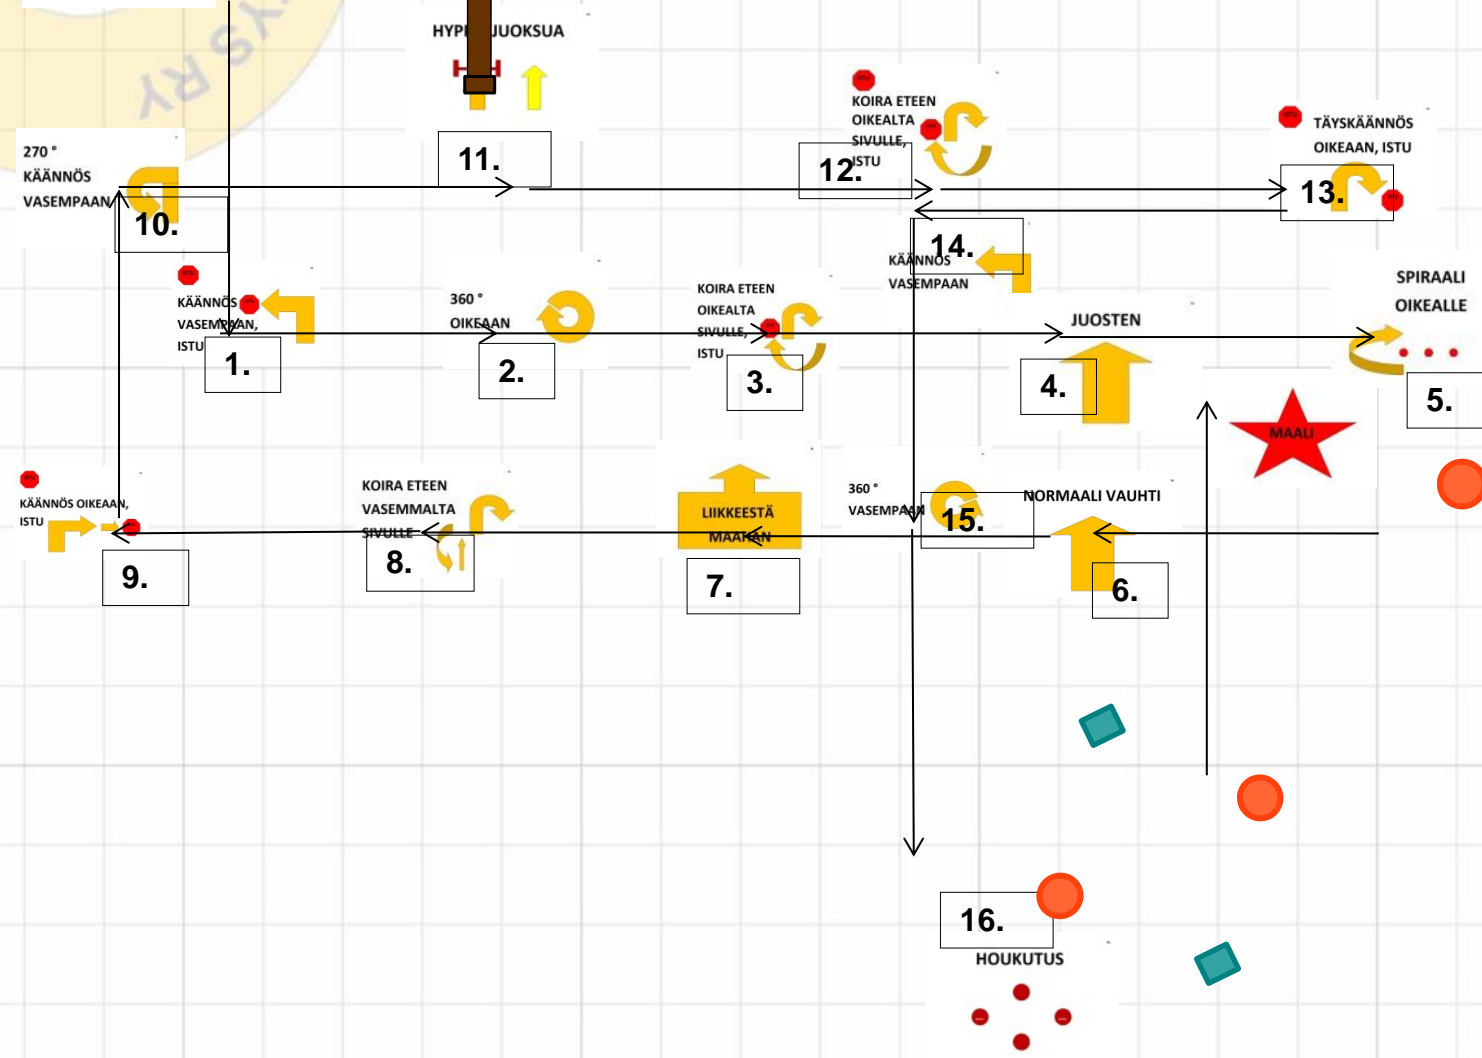 YS RY
HYPP JUOKSUA
11.
KOIRA ETEEN
OIKEALTA
SIVULLE,
ISTU
12.
TÄYSKÄÄNNÖS
OIKEAAN, ISTU
13.
270 °
KÄÄNNÖS
VASEMPAAN
10.
14.
KÄÄNNÖS
VASEMPAAN
KÄÄNNÖS
VASEMPAAN,
ISTU
1.
360 °
OIKEAAN
2.
KOIRA ETEEN
OIKEALTA
SIVULLE,
ISTU
3.
JUOSTEN
4.
SPIRAALI
OIKEALLE
5.
MAALI
KÄÄNNÖS OIKEAAN,
ISTU
9.
KOIRA ETEEN
VASEMMALTA
SIVULLE
8.
LIIKKEESTÄ
MAAHAN
7.
360 °
VASEMPAAN
15.
NORMAALI VAUHTI
6.
16.
HOUKUTUS